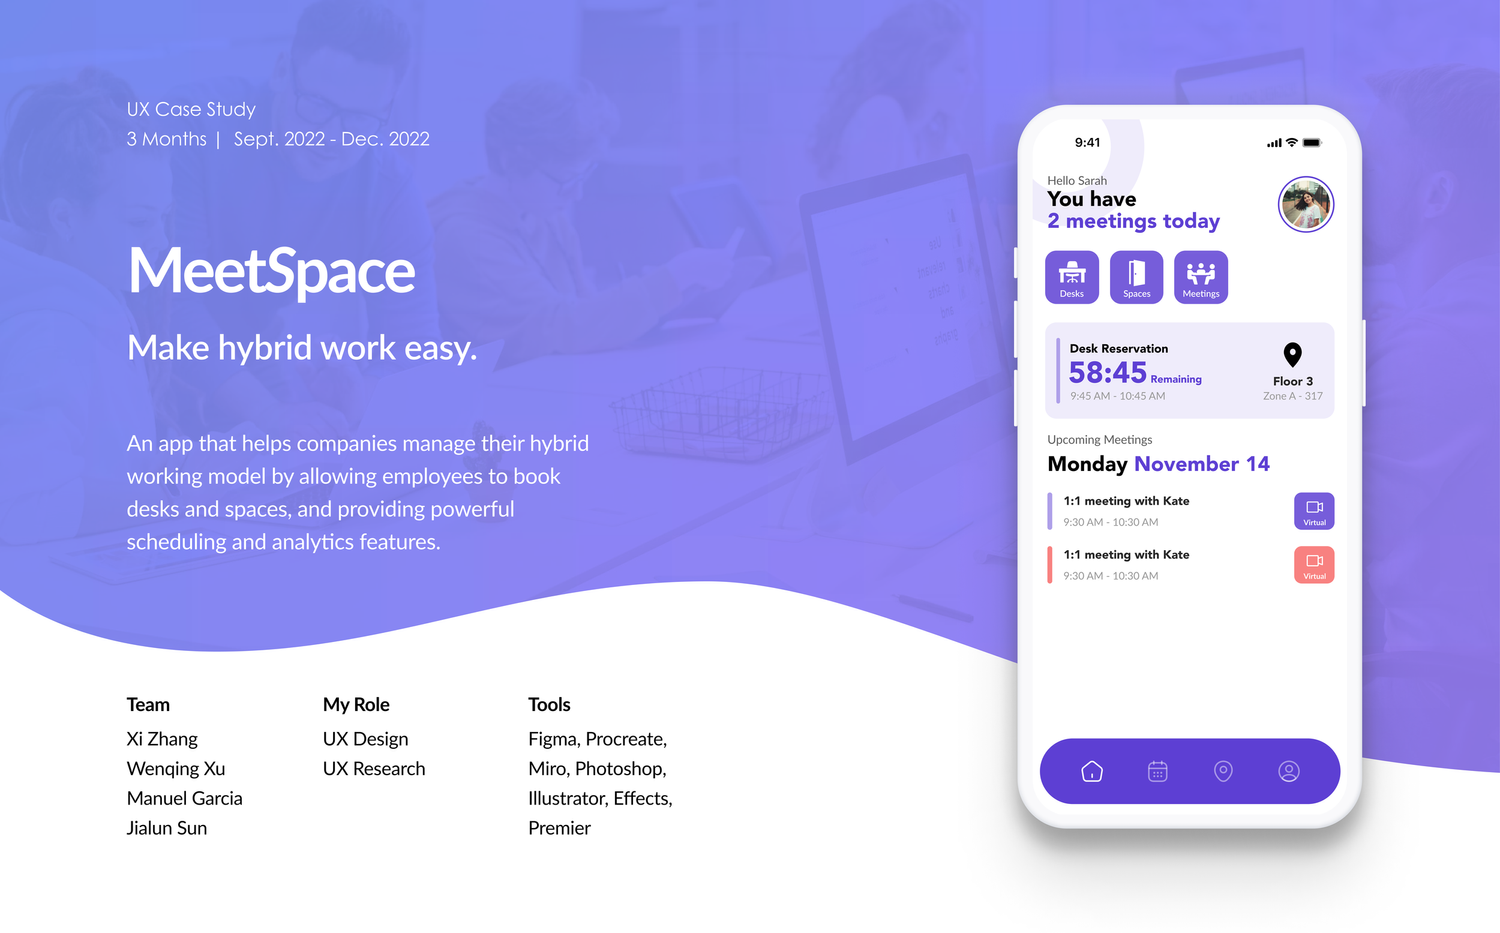 UX Case Study
3 Months | Sept. 2022 - Dec. 2022
MeetSpace
Make hybrid work easy.
An app that helps companies manage their hybrid
working model by allowing employees to book
desks and spaces, and providing powerful
scheduling and analytics features.
Team
Xi Zhang
Wenqing Xu
Manuel Garcia
Jialun Sun
My Role
UX Design
UX Research
Tools
Figma, Procreate,
Miro, Photoshop,
Illustrator, Effects,
Premier
9:41
Hello Sarah
You have
2 meetings today
Desks
Spaces
Meetings
Desk Reservation
58:45 Remaining
9:45 AM - 10:45 AM
Floor 3
Zone A - 317
Upcoming Meetings
Monday November 14
1:1 meeting with Kate
9:30 AM - 10:30 AM
Virtual
1:1 meeting with Kate
9:30 AM - 10:30 AM
Virtual